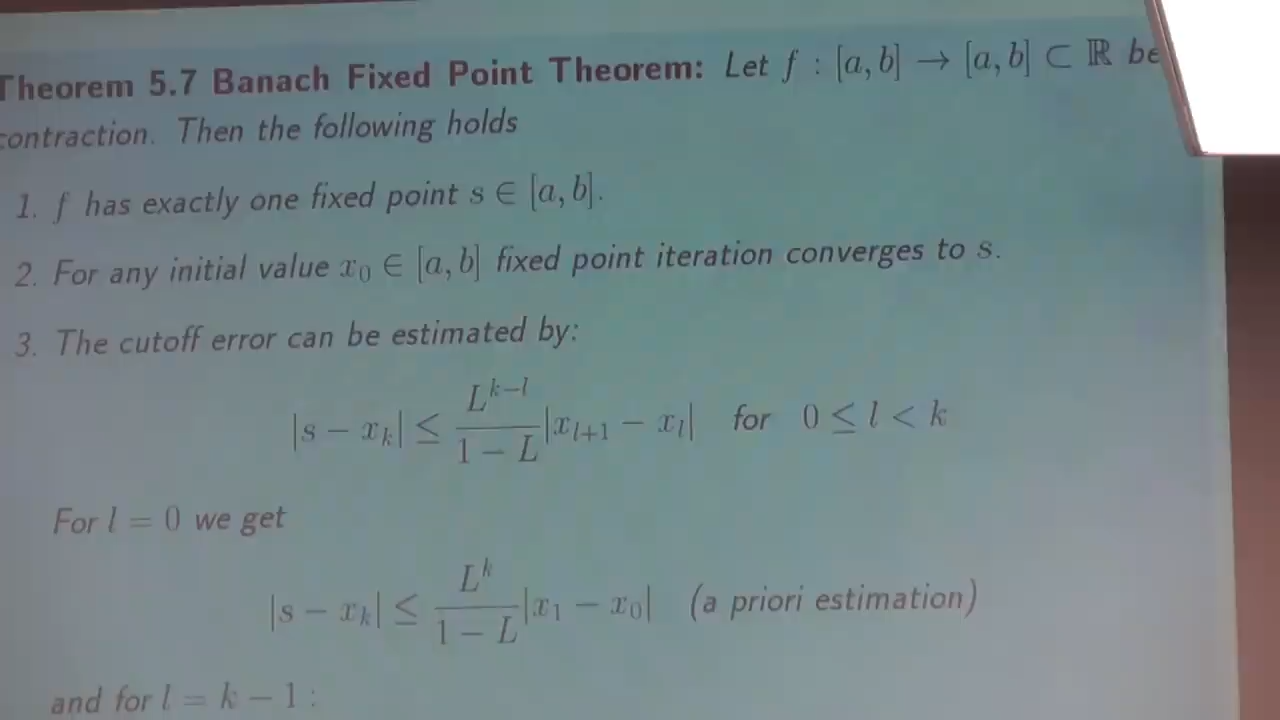 Theorem 5.7 Banach Fixed Point Theorem: Let f : [a, b] → [a, b] ⊂ ℝ be
contraction. Then the following holds
1. f has exactly one fixed point s ∈ [a, b].
2. For any initial value x₀ ∈ [a, b] fixed point iteration converges to s.
3. The cutoff error can be estimated by:
|s − x_k| ≤ L^{k−l} / (1 − L) |x_{l+1} − x_l| for 0 ≤ l < k
For l = 0 we get
|s − x_k| ≤ L^k / (1 − L) |x₁ − x₀| (a priori estimation)
and for l = k − 1 :